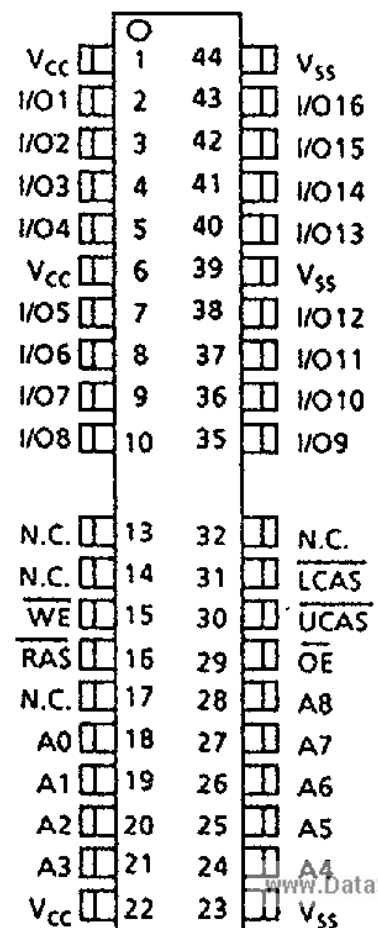 VCC 1 44 VSS
I/O1 2 43 I/O16
I/O2 3 42 I/O15
I/O3 4 41 I/O14
I/O4 5 40 I/O13
VCC 6 39 VSS
I/O5 7 38 I/O12
I/O6 8 37 I/O11
I/O7 9 36 I/O10
I/O8 10 35 I/O9
N.C. 13 32 N.C.
N.C. 14 31 LCAS
WE 15 30 UCAS
RAS 16 29 OE
N.C. 17 28 A8
A0 18 27 A7
A1 19 26 A6
A2 20 25 A5
A3 21 24 A4
www.Data
VCC 22 23 VSS